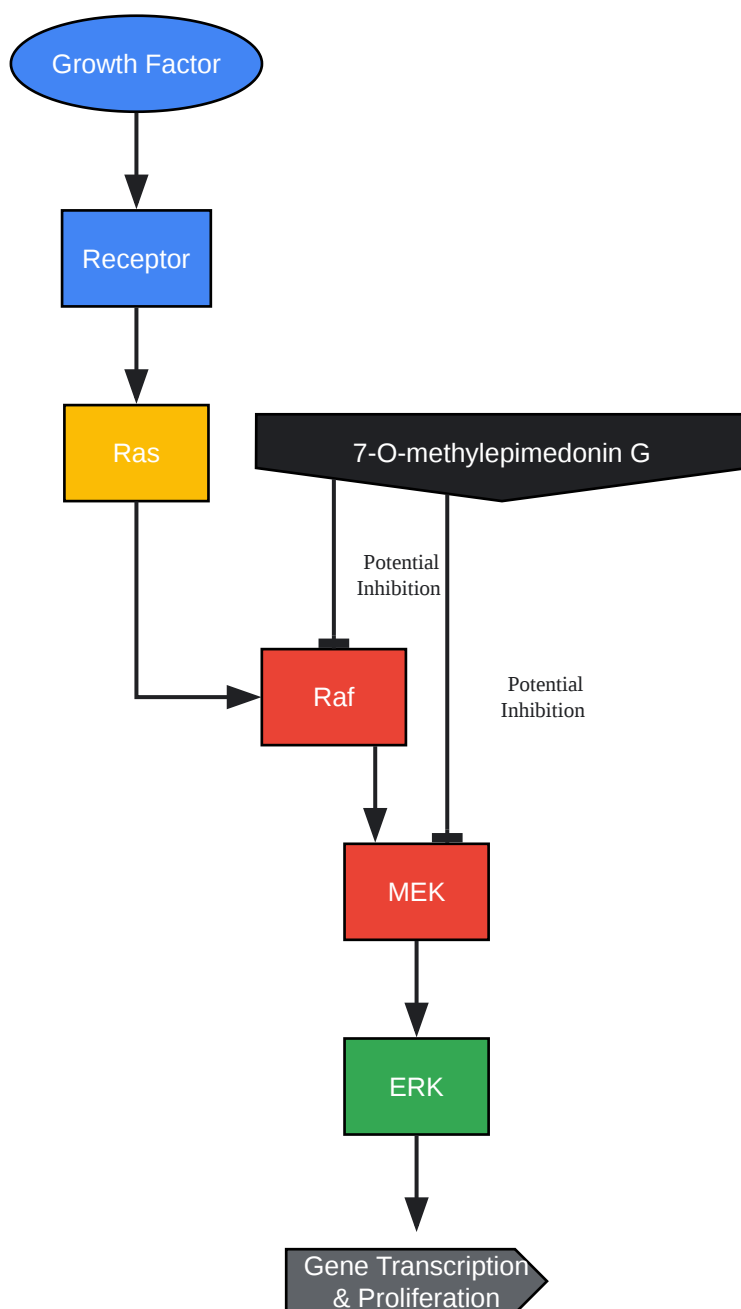 Growth Factor
Receptor
Ras
7-O-methylepimedonin G
Potential
Inhibition
Raf
Potential
Inhibition
MEK
ERK
Gene Transcription
& Proliferation